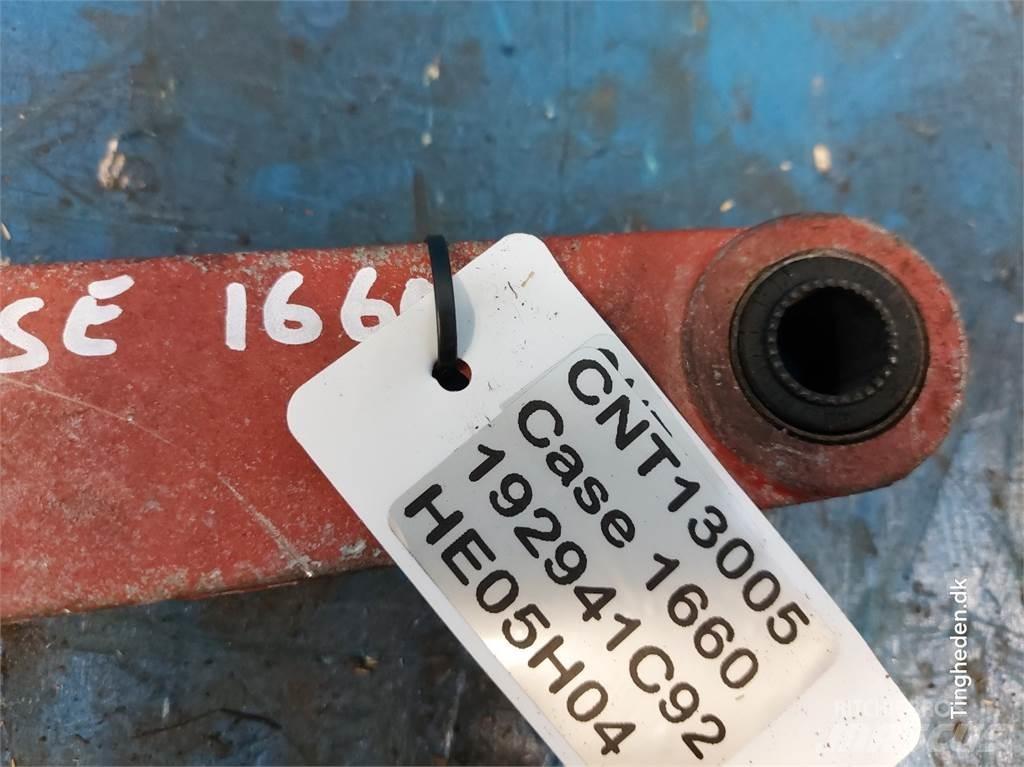 SE 166
CNT13005
Case 1660
192941C92
HE05H04
Tingheden.dk